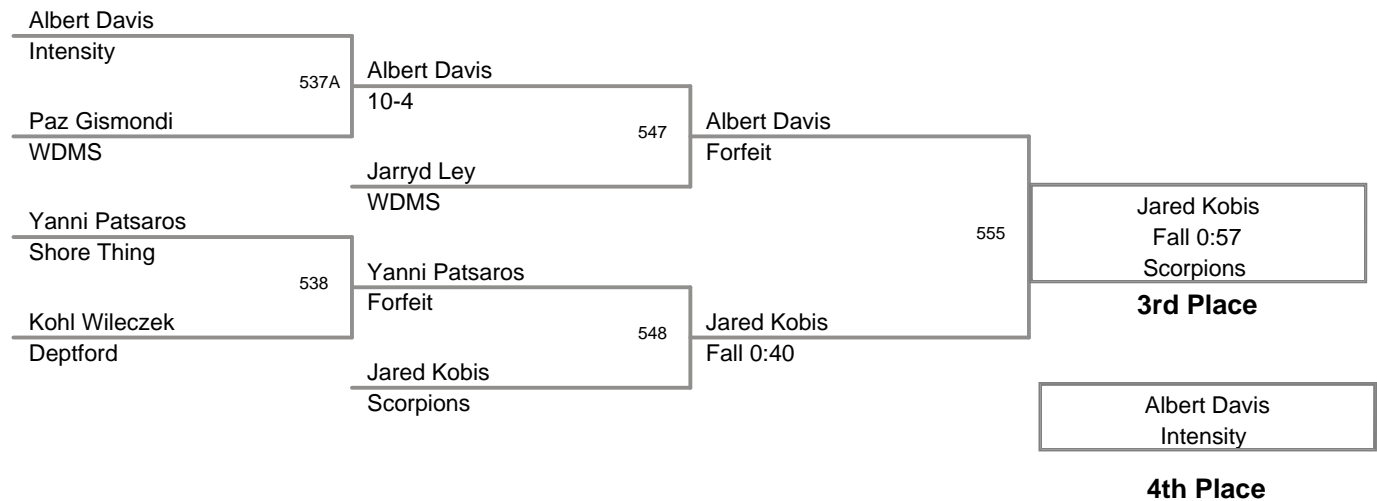 Albert Davis
Intensity
537A
Albert Davis
10-4
Paz Gismondi
WDMS
547
Albert Davis
Forfeit
Jarryd Ley
WDMS
Yanni Patsaros
Shore Thing
538
Yanni Patsaros
Forfeit
Kohl Wileczek
Deptford
548
Jared Kobis
Fall 0:40
Jared Kobis
Scorpions
555
Jared Kobis
Fall 0:57
Scorpions
3rd Place
Albert Davis
Intensity
4th Place